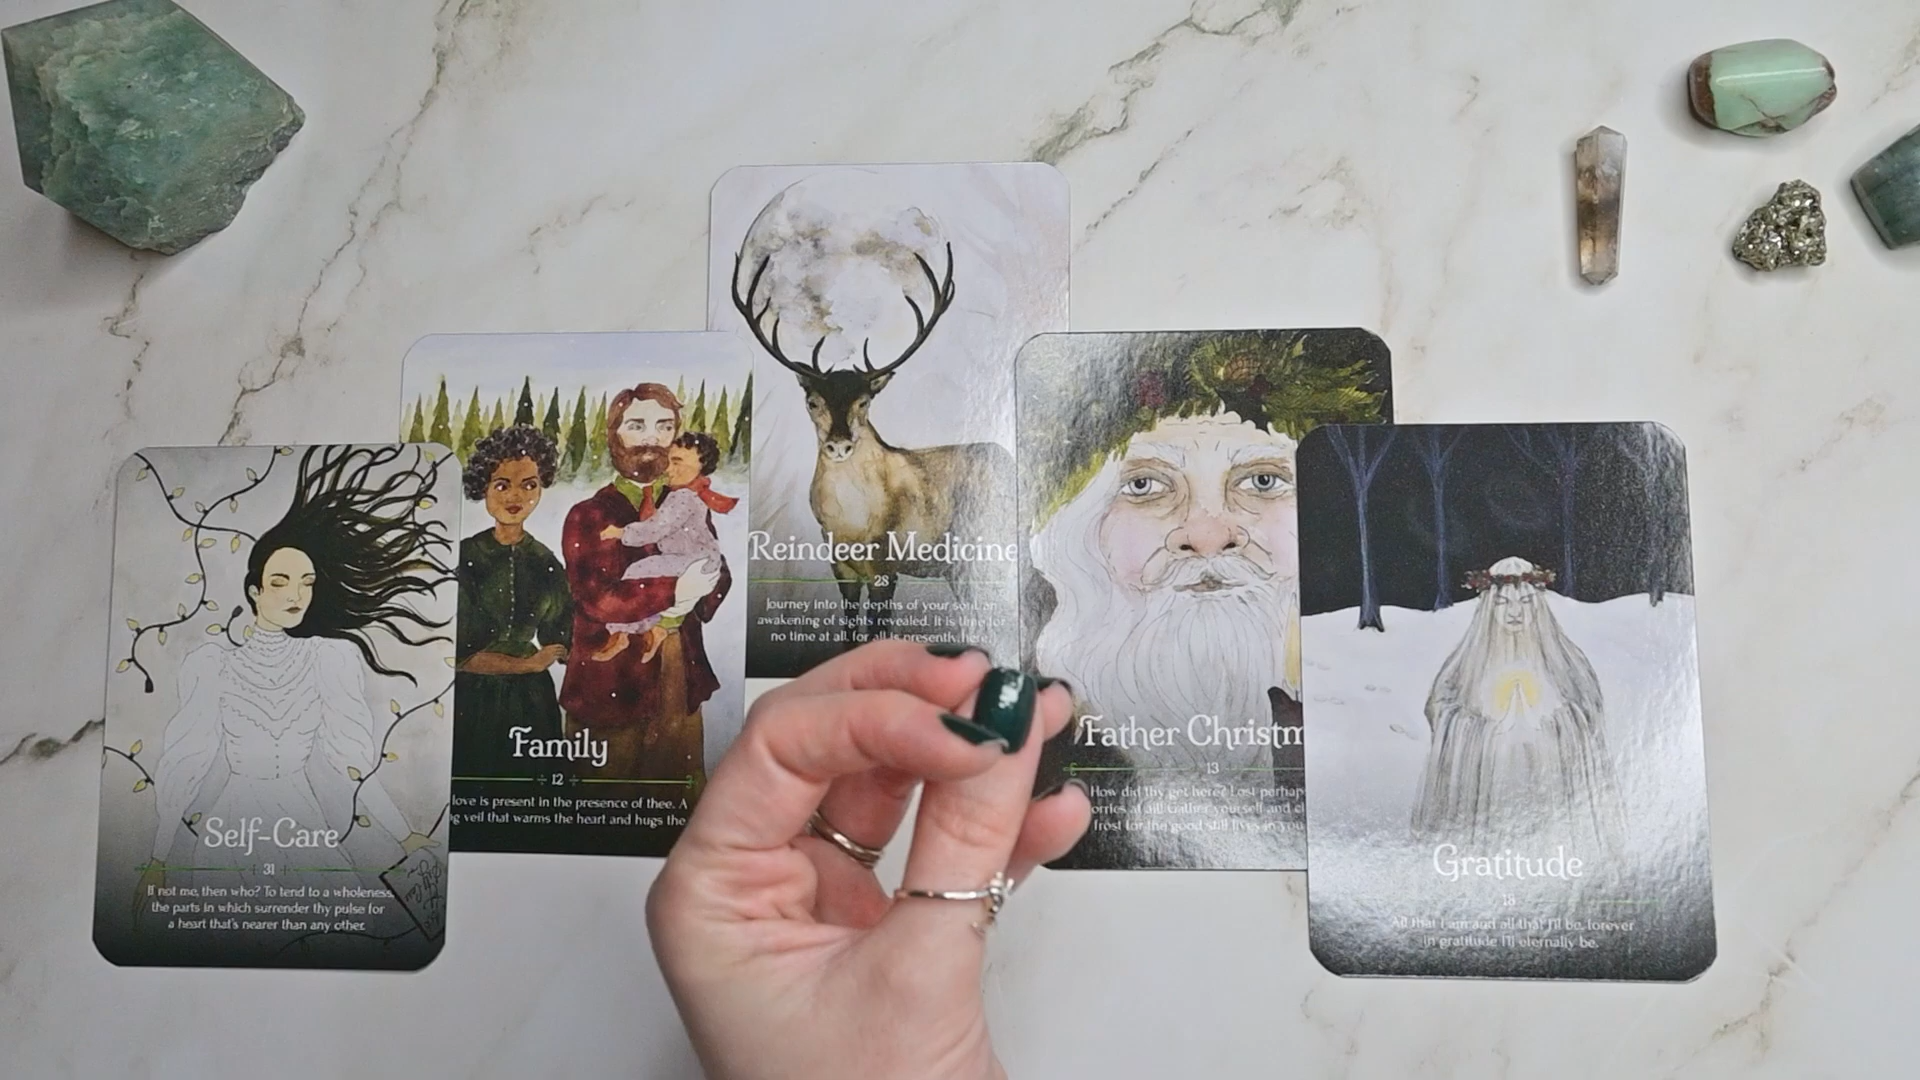 Self-Care
31
If not me, then who? To tend to a wholeness,
the parts in which surrender thy pulse for
a heart that's nearer than any other.
Family
12
love is present in the presence of thee. A
veil that warms the heart and hugs the
Reindeer Medicine
28
Journey into the depths of your soul, an
awakening of sights revealed. It is time for
no time at all, for all is presently here.
Father Christm
13
How did thy get here? Lost perhap
at all! Gather yourself and
frost for the good still lives in you
Gratitude
18
All that I am and all that I'll be, forever
in gratitude I'll eternally be.